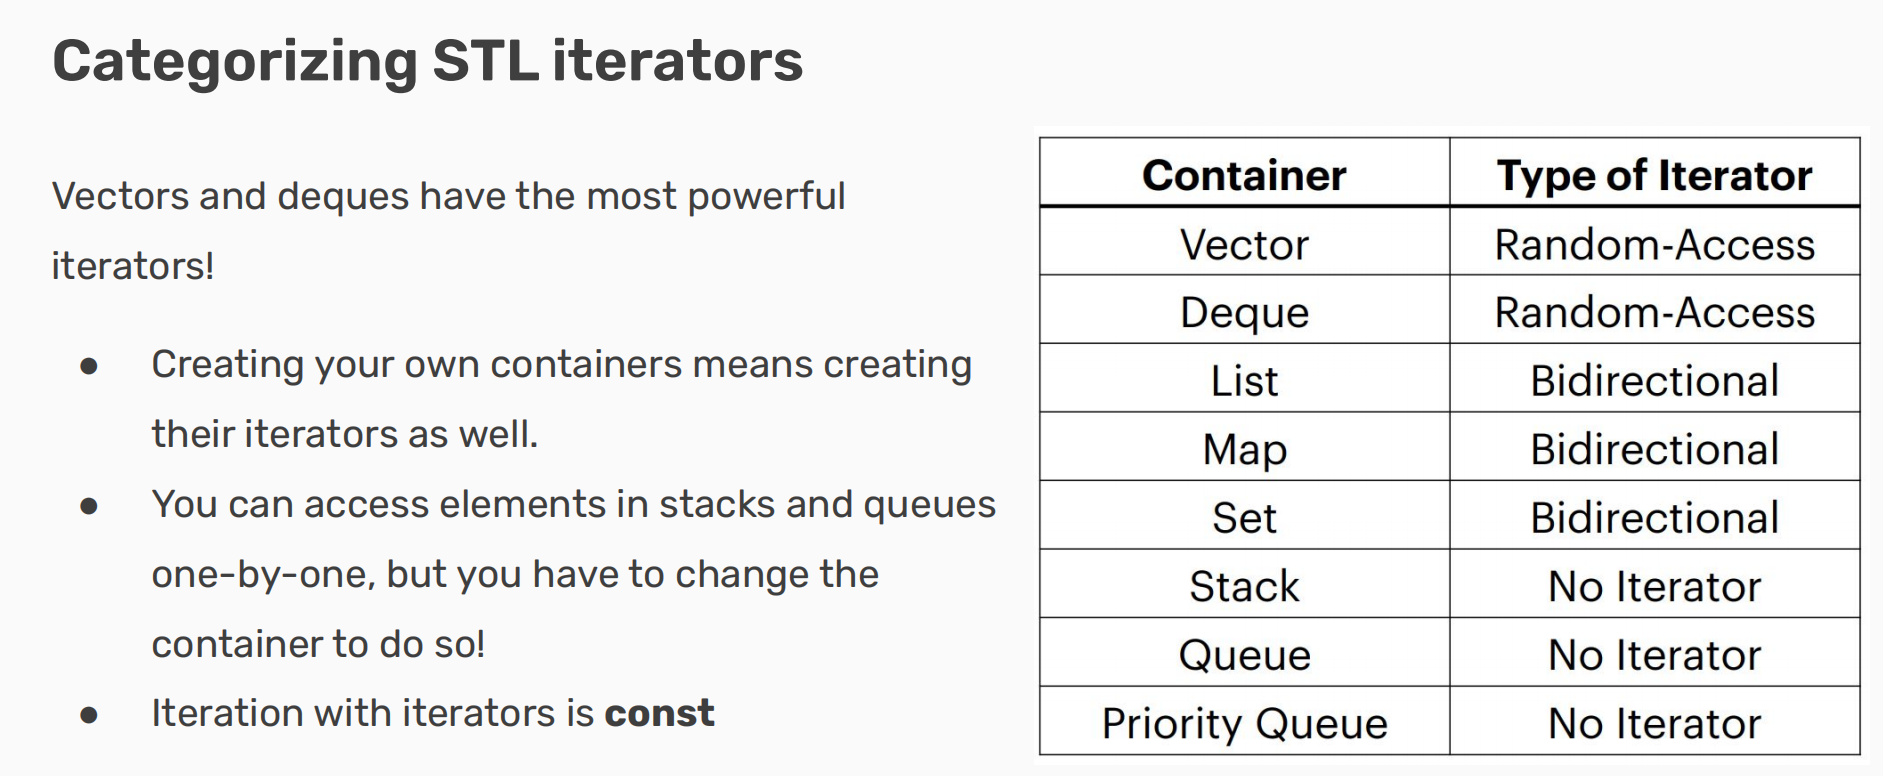 Categorizing STL iterators
Vectors and deques have the most powerful
iterators!
● Creating your own containers means creating
their iterators as well.
● You can access elements in stacks and queues
one-by-one, but you have to change the
container to do so!
● Iteration with iterators is const
Container Type of Iterator
Vector Random-Access
Deque Random-Access
List Bidirectional
Map Bidirectional
Set Bidirectional
Stack No Iterator
Queue No Iterator
Priority Queue No Iterator